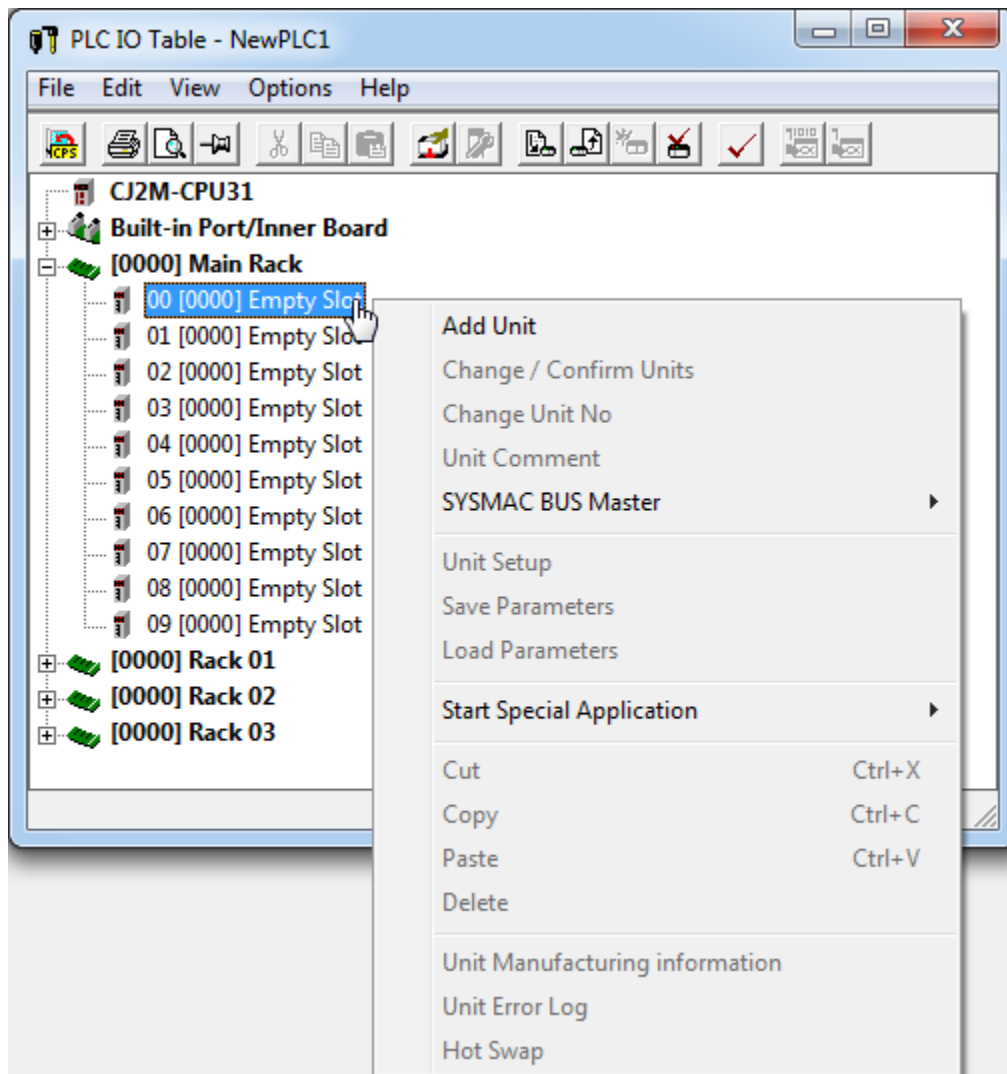 PLC IO Table - NewPLC1
File Edit View Options Help
CPS
CJ2M-CPU31
Built-in Port/Inner Board
[0000] Main Rack
00 [0000] Empty Slot
01 [0000] Empty Slot
02 [0000] Empty Slot
03 [0000] Empty Slot
04 [0000] Empty Slot
05 [0000] Empty Slot
06 [0000] Empty Slot
07 [0000] Empty Slot
08 [0000] Empty Slot
09 [0000] Empty Slot
[0000] Rack 01
[0000] Rack 02
[0000] Rack 03
Add Unit
Change / Confirm Units
Change Unit No
Unit Comment
SYSMAC BUS Master
Unit Setup
Save Parameters
Load Parameters
Start Special Application
Cut Ctrl+X
Copy Ctrl+C
Paste Ctrl+V
Delete
Unit Manufacturing information
Unit Error Log
Hot Swap